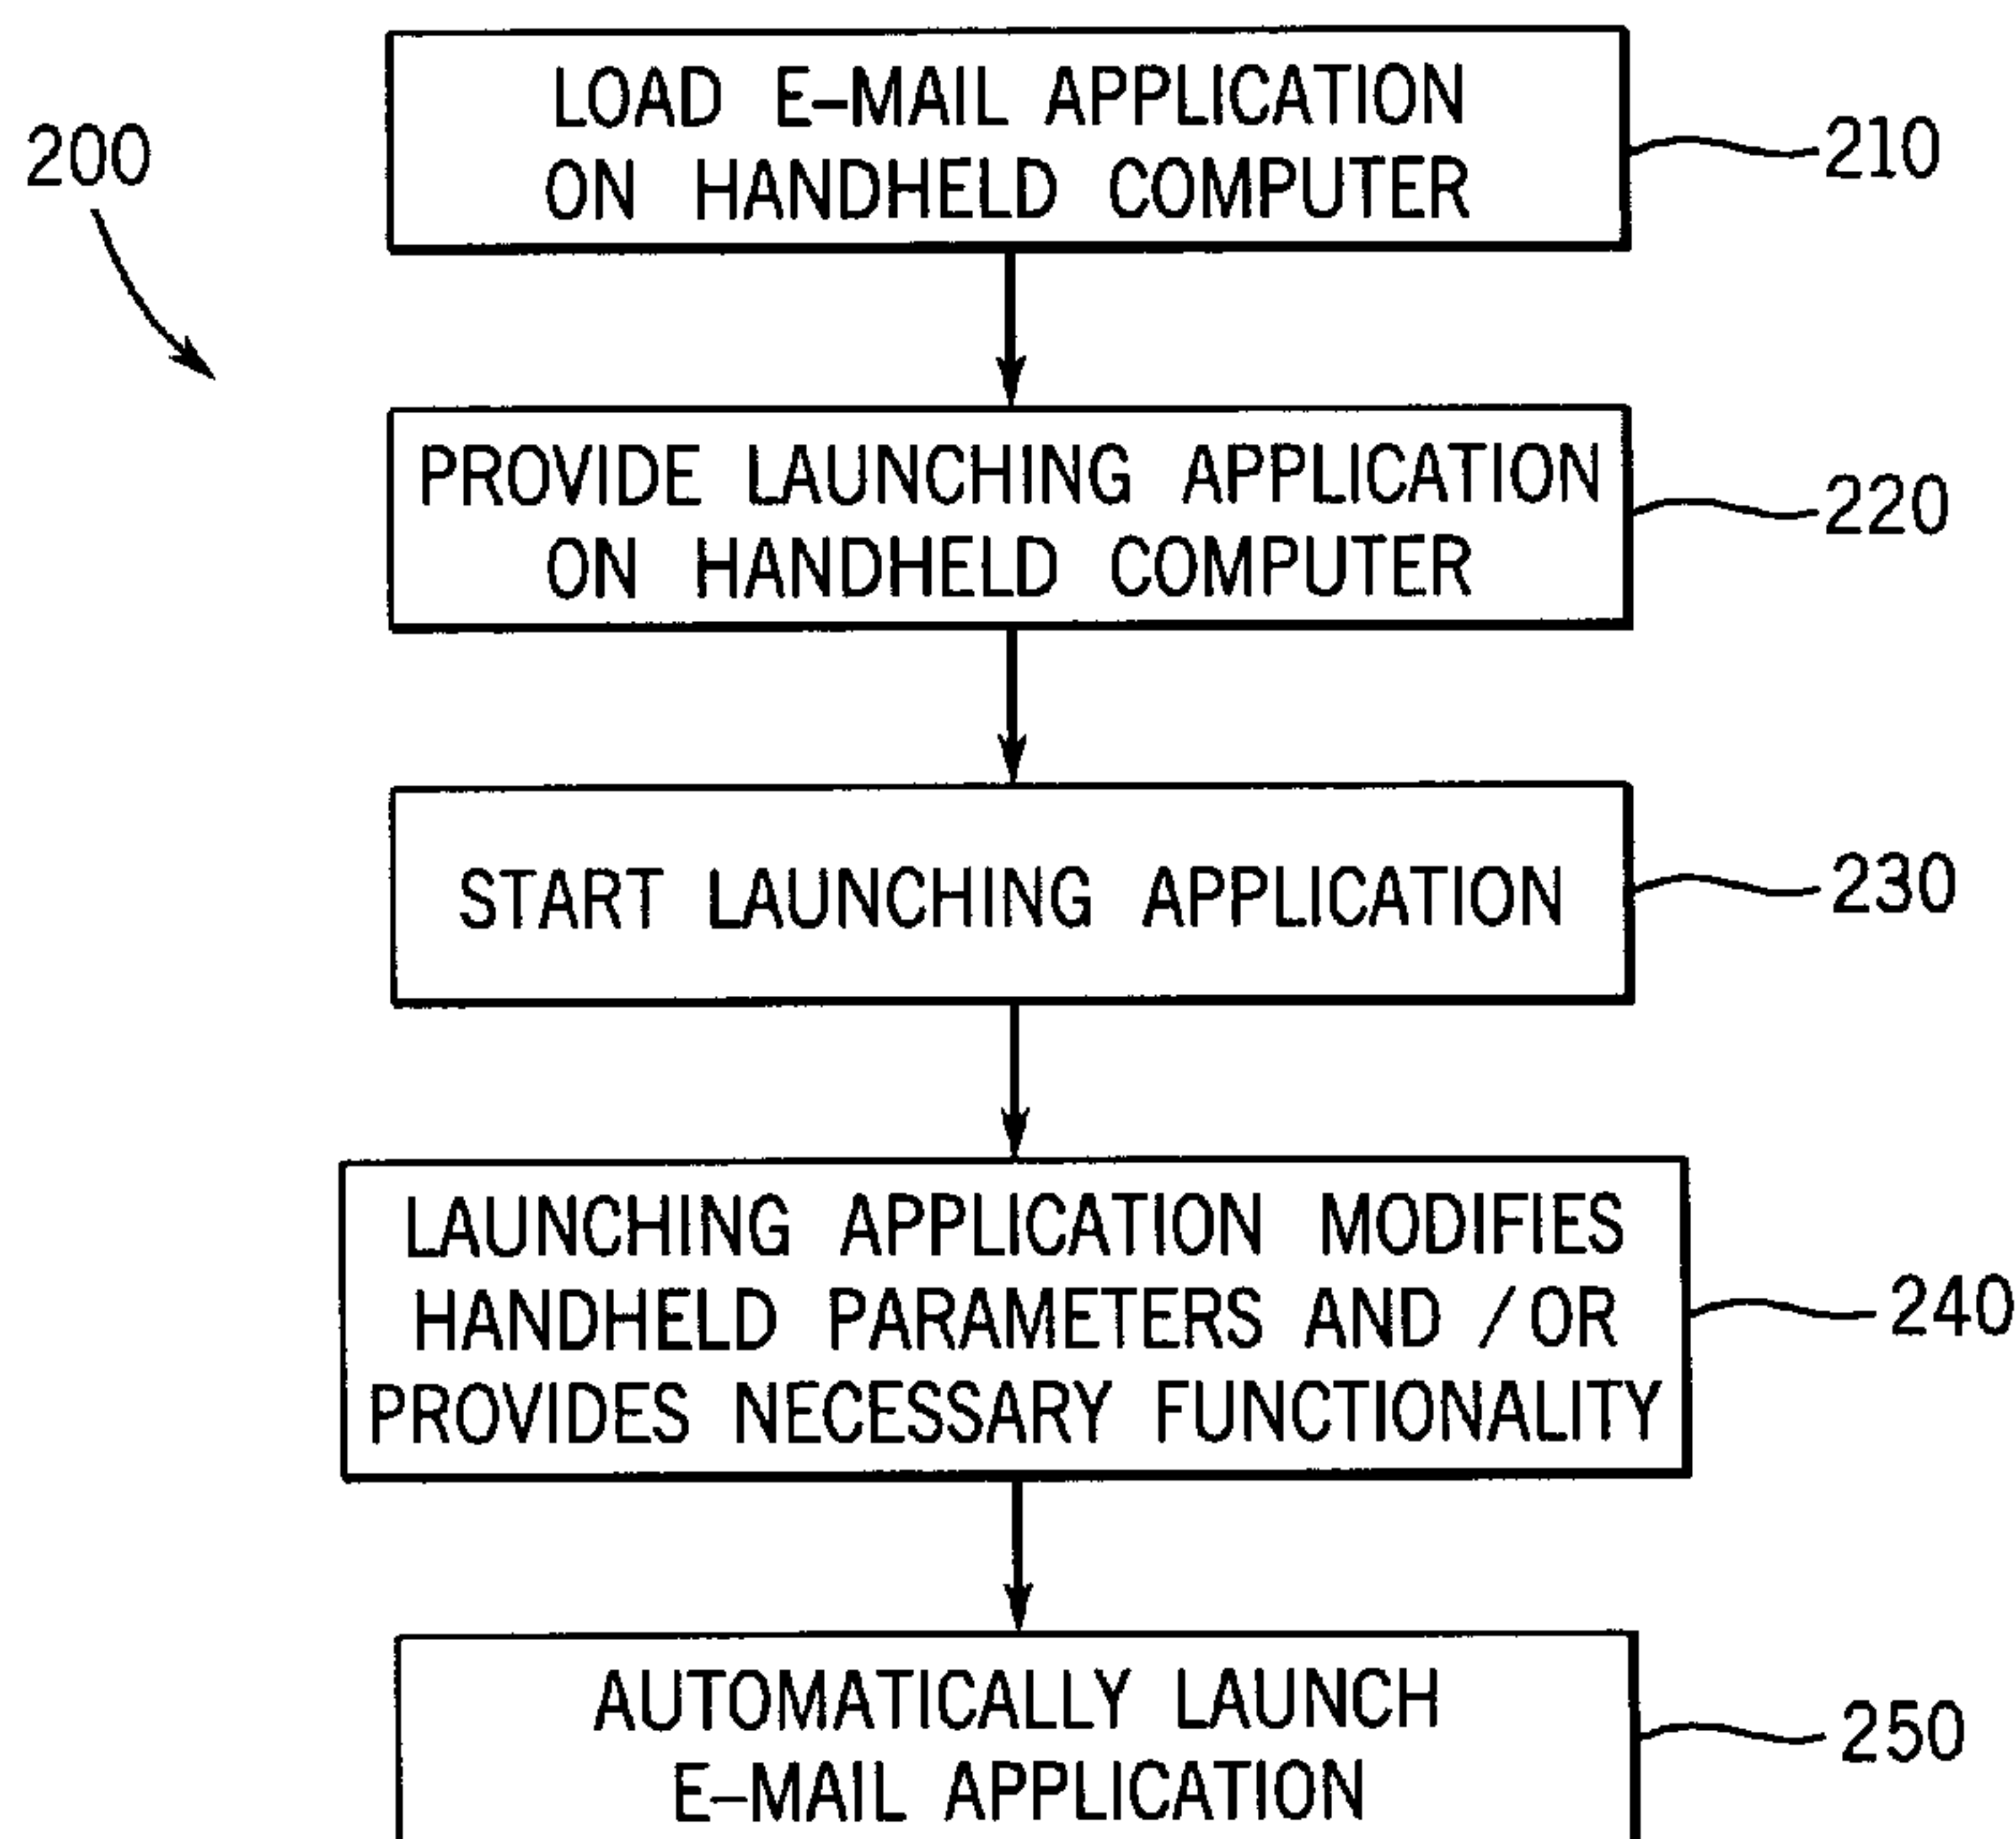 200
LOAD E-MAIL APPLICATION
ON HANDHELD COMPUTER
210
PROVIDE LAUNCHING APPLICATION
ON HANDHELD COMPUTER
220
START LAUNCHING APPLICATION
230
LAUNCHING APPLICATION MODIFIES
HANDHELD PARAMETERS AND /OR
PROVIDES NECESSARY FUNCTIONALITY
240
AUTOMATICALLY LAUNCH
E-MAIL APPLICATION
250